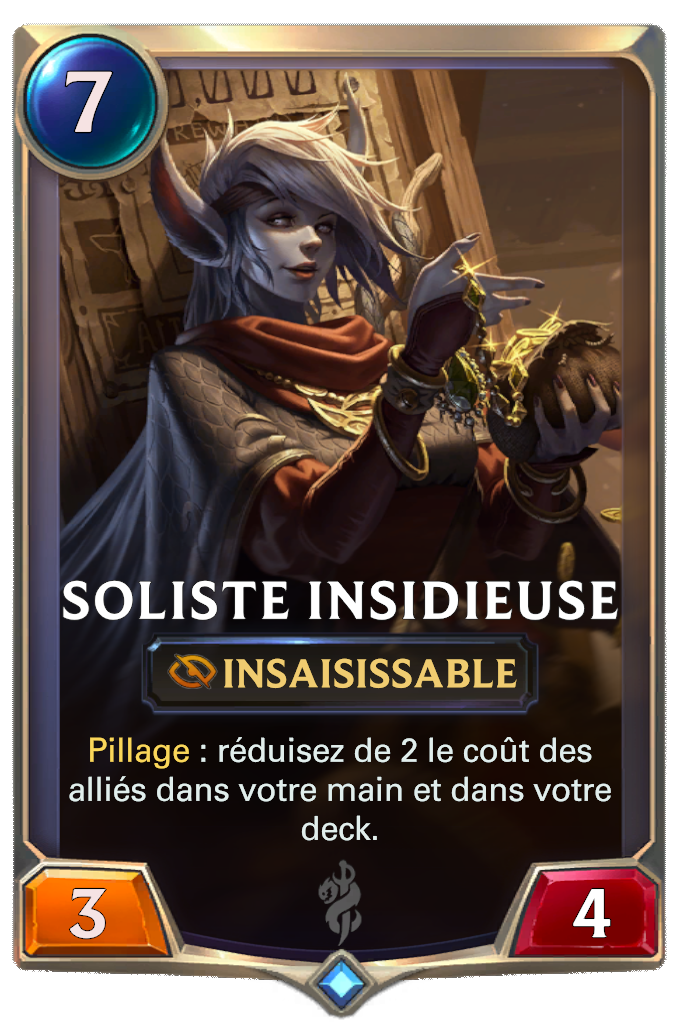 7
SOLISTE INSIDIEUSE
INSAISISSABLE
Pillage : réduisez de 2 le coût des
alliés dans votre main et dans votre
deck.
3
4